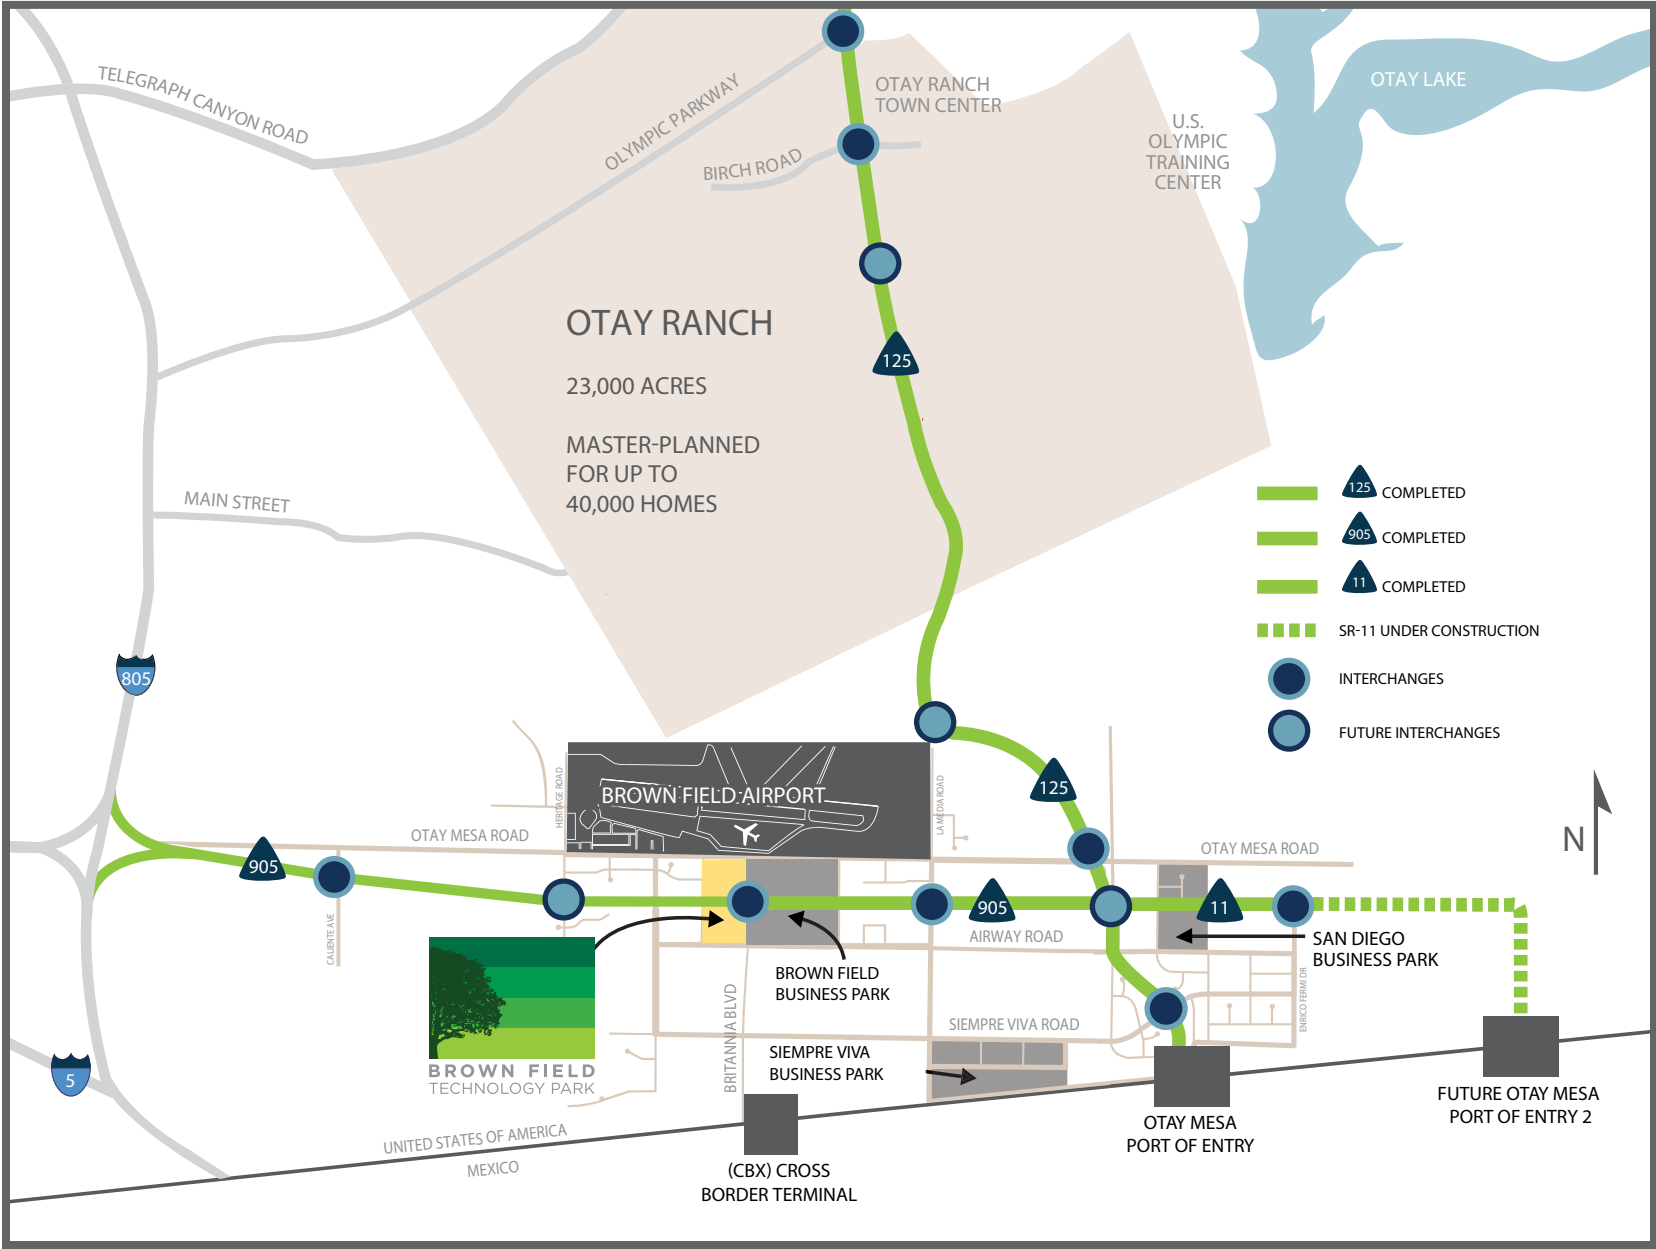 TELEGRAPH CANYON ROAD
OLYMPIC PARKWAY
BIRCH ROAD
OTAY RANCH
TOWN CENTER
U.S.
OLYMPIC
TRAINING
CENTER
OTAY LAKE
OTAY RANCH
23,000 ACRES
MASTER-PLANNED
FOR UP TO
40,000 HOMES
125
MAIN STREET
125 COMPLETED
905 COMPLETED
11 COMPLETED
SR-11 UNDER CONSTRUCTION
INTERCHANGES
FUTURE INTERCHANGES
N
805
HERITAGE ROAD
BROWN FIELD AIRPORT
LA MEDIA ROAD
125
OTAY MESA ROAD
OTAY MESA ROAD
905
905
11
CALIENTE AVE
AIRWAY ROAD
SAN DIEGO
BUSINESS PARK
BROWN FIELD
BUSINESS PARK
BRITANNIA BLVD
SIEMPRE VIVA ROAD
ENRICO FERMI DR
SIEMPRE VIVA
BUSINESS PARK
BROWN FIELD
TECHNOLOGY PARK
5
UNITED STATES OF AMERICA
MEXICO
(CBX) CROSS
BORDER TERMINAL
OTAY MESA
PORT OF ENTRY
FUTURE OTAY MESA
PORT OF ENTRY 2